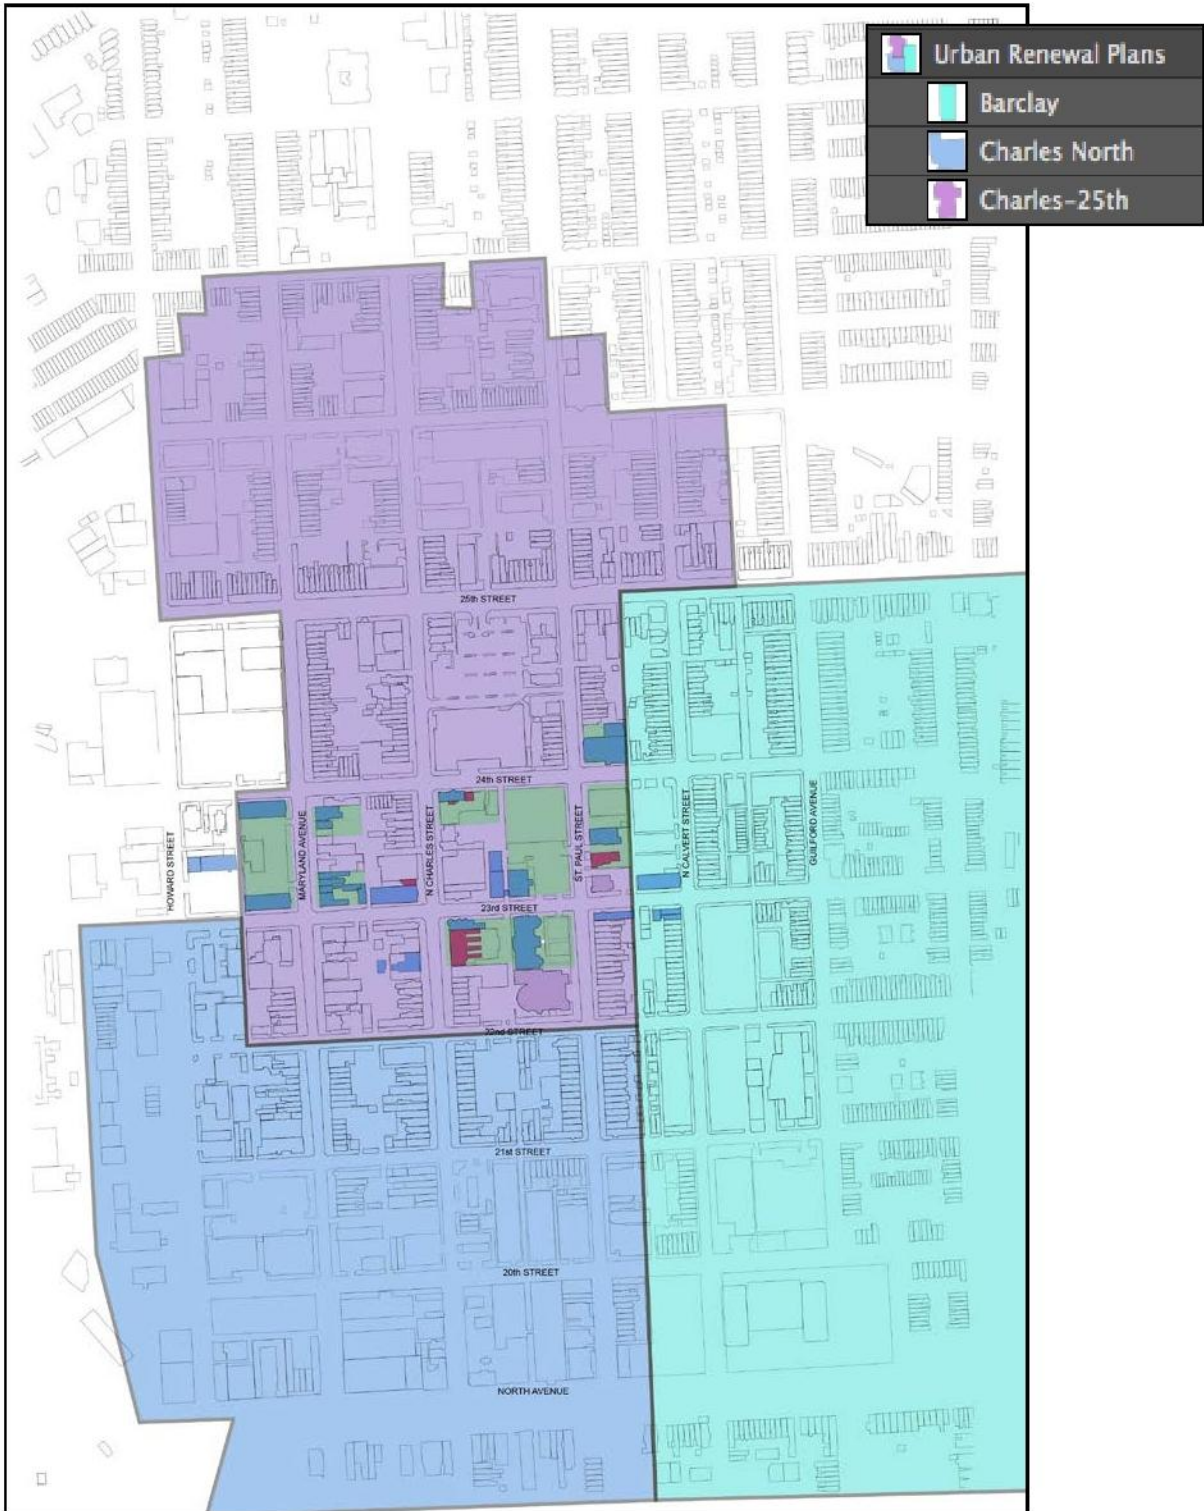 Urban Renewal Plans
Barclay
Charles North
Charles-25th
25th STREET
24th STREET
HOWARD STREET
MARYLAND AVENUE
N CHARLES STREET
ST. PAUL STREET
N CALVERT STREET
GUILFORD AVENUE
23rd STREET
22nd STREET
21st STREET
20th STREET
NORTH AVENUE